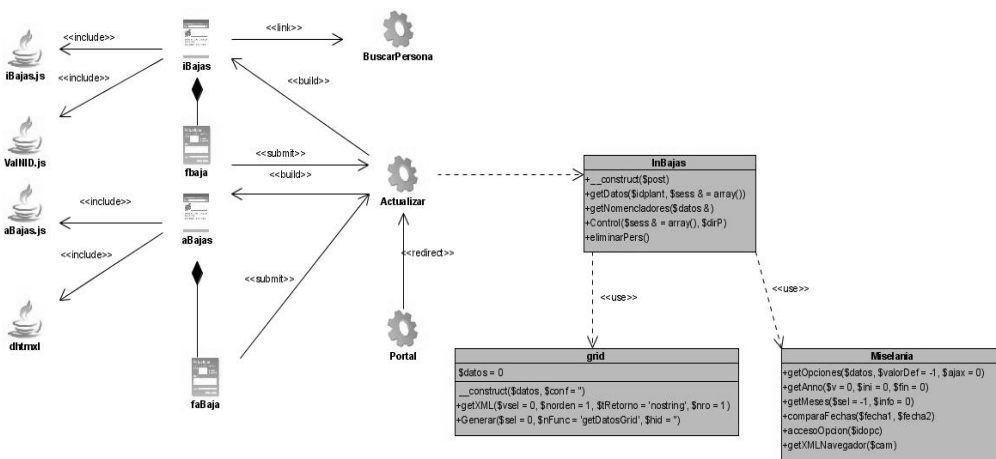 <<include>>
iBajas.js
<<include>>
iBajas
<<link>>
BuscarPersona
<<build>>
ValNID.js
fbaja
<<submit>>
<<build>>
Actualizar
<<include>>
aBajas.js
aBajas
<<include>>
<<submit>>
<<redirect>>
dhtmxl
faBaja
Portal
InBajas
+__construct($post)
+getDatos($idplant, $sess & = array())
+getNomencladores($datos &)
+Control($sess & = array(), $dirP)
+eliminarPers()
<<use>>
<<use>>
grid
$datos = 0
__construct($datos, $conf = '')
+getXML($vsel = 0, $norden = 1, $tRetorno = 'nostring', $nro = 1)
+Generar($sel = 0, $nFunc = 'getDatosGrid', $hid = '')
Miselania
+getOpciones($datos, $valorDef = -1, $ajax = 0)
+getAnno($v = 0, $ini = 0, $fin = 0)
+getMeses($sel = -1, $info = 0)
+comparaFechas($fecha1, $fecha2)
+accesoOpcion($idopc)
+getXMLNavegador($cam)